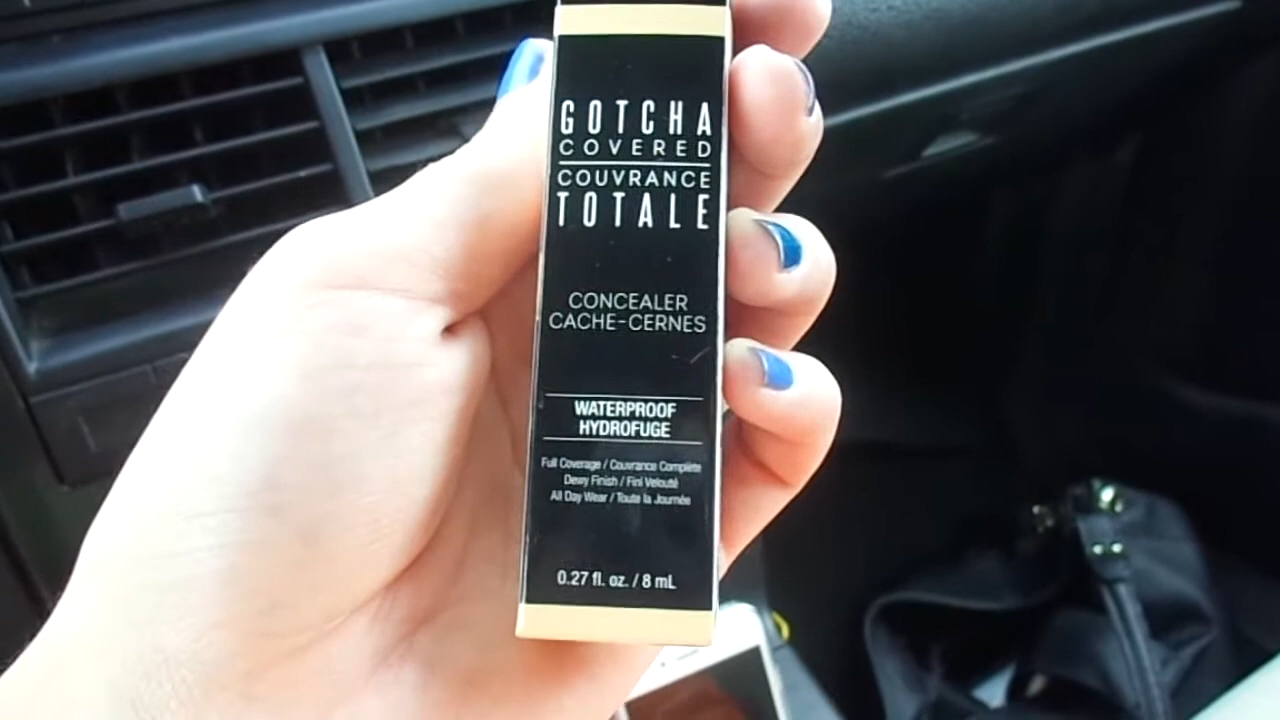 GOTCHA
COVERED
COUVRANCE
TOTALE
CONCEALER
CACHE-CERNES
WATERPROOF
HYDROFUGE
Full Coverage / Couvrance Complète
Dewy Finish / Fini Velouté
All Day Wear / Toute la Journée
0.27 fl. oz. / 8 mL